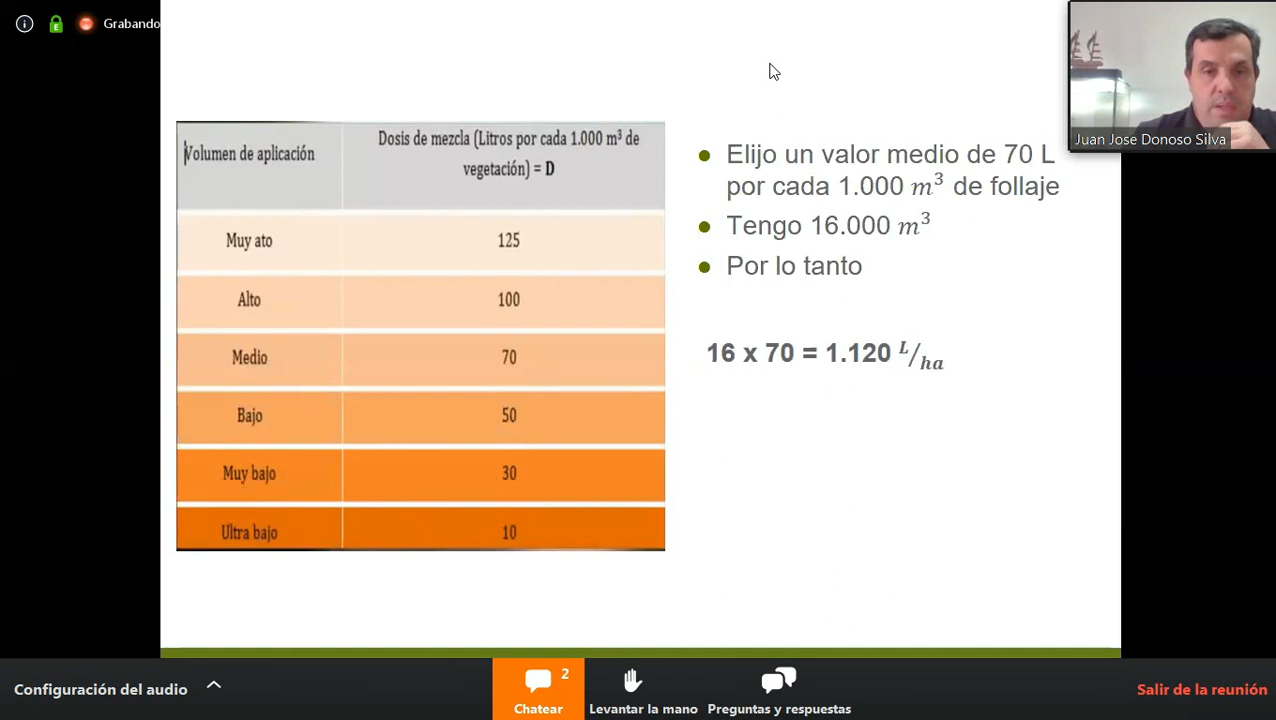 Grabando
Juan Jose Donoso Silva
Volumen de aplicación
Dosis de mezcla (Litros por cada 1.000 m³ de
vegetación) = D
Muy ato
125
Alto
100
Medio
70
Bajo
50
Muy bajo
30
Ultra bajo
10
• Elijo un valor medio de 70 L
por cada 1.000 m³ de follaje
• Tengo 16.000 m³
• Por lo tanto
16 x 70 = 1.120 L/ha
Configuración del audio
2
Chatear
Levantar la mano
Preguntas y respuestas
Salir de la reunión